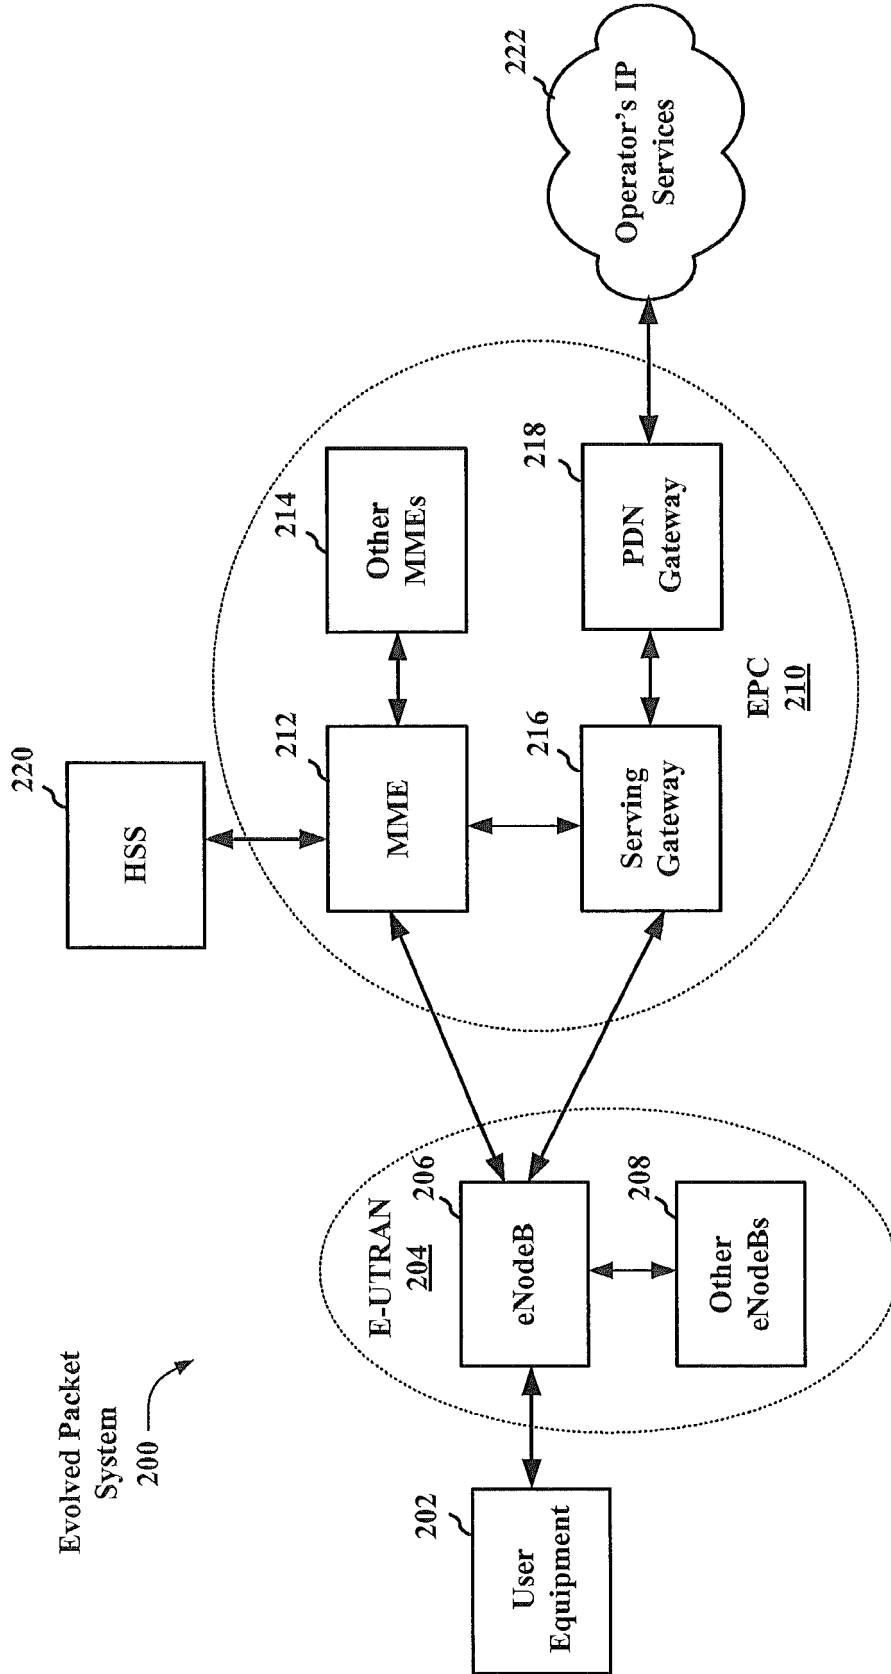 Evolved Packet
System
200
202
User
Equipment
E-UTRAN
204
206
eNodeB
208
Other
eNodeBs
220
HSS
212
MME
214
Other
MMEs
216
Serving
Gateway
218
PDN
Gateway
EPC
210
222
Operator's IP
Services